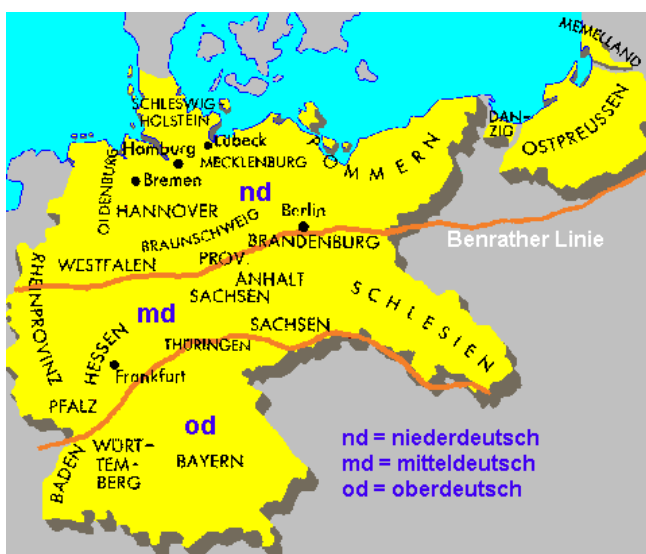 MEMELLAND
SCHLESWIG-
HOLSTEIN
DAN-
ZIG
OSTPREUSSEN
Lübeck
Hamburg
MECKLENBURG
POMMERN
OLDENBURG
Bremen
nd
HANNOVER
Berlin
BRAUNSCHWEIG
BRANDENBURG
Benrather Linie
WESTFALEN
PROV.
ANHALT
SACHSEN
RHEINPROVINZ
md
SCHLESIEN
SACHSEN
HESSEN
THÜRINGEN
Frankfurt
PFALZ
od
WÜRT-
TEM-
BERG
BADEN
BAYERN
nd = niederdeutsch
md = mitteldeutsch
od = oberdeutsch